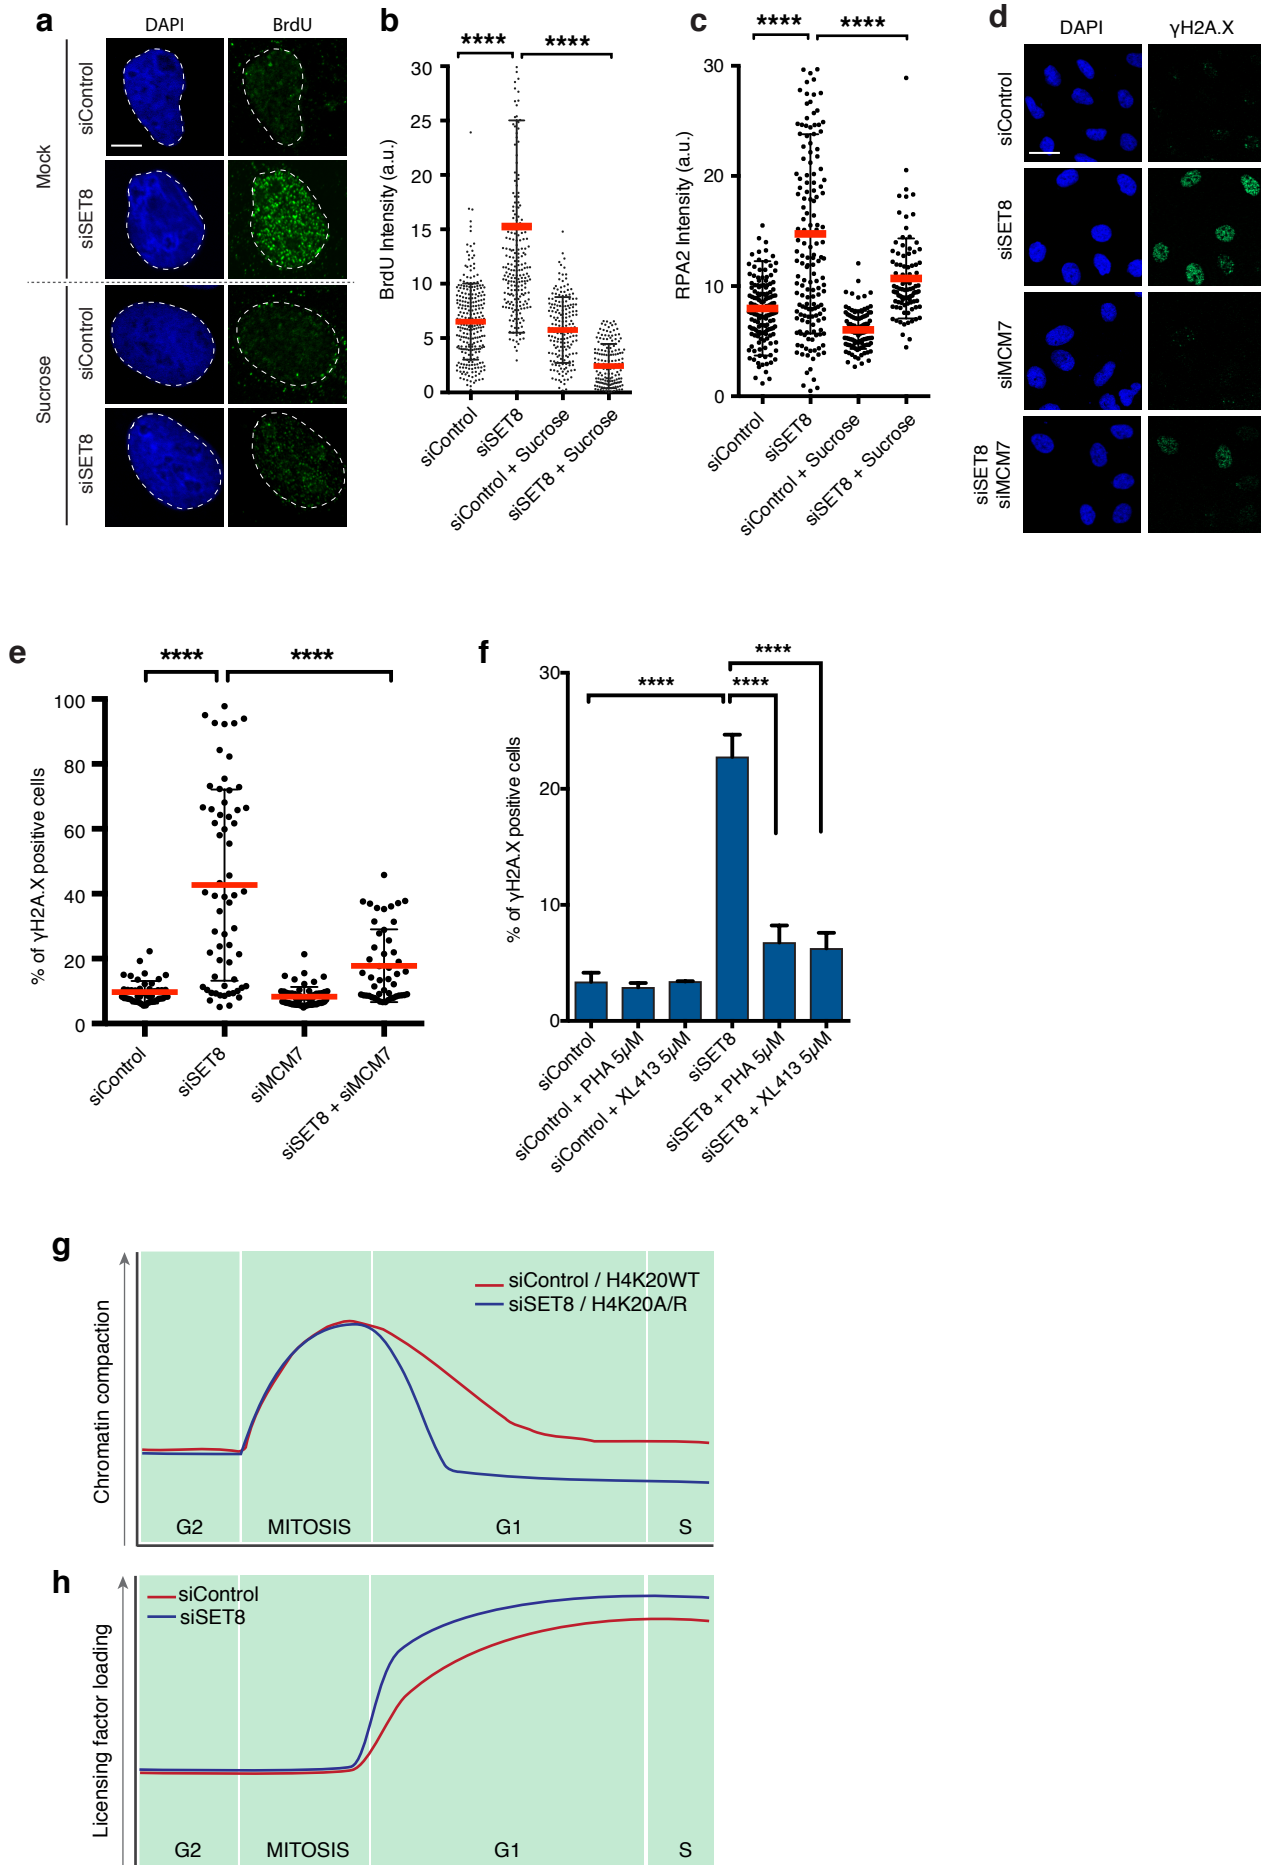 a
DAPI
BrdU
Mock
siControl
siSET8
Sucrose
siControl
siSET8
b
****
****
BrdU Intensity (a.u.)
30
25
20
15
10
5
0
siControl
siSET8
siControl + Sucrose
siSET8 + Sucrose
c
****
****
RPA2 Intensity (a.u.)
30
20
10
0
siControl
siSET8
siControl + Sucrose
siSET8 + Sucrose
d
DAPI
γH2A.X
siControl
siSET8
siMCM7
siSET8
siMCM7
e
****
****
% of γH2A.X positive cells
100
80
60
40
20
0
siControl
siSET8
siMCM7
siSET8 + siMCM7
f
****
****
****
% of γH2A.X positive cells
30
20
10
0
siControl
siControl + PHA 5µM
siControl + XL413 5µM
siSET8
siSET8 + PHA 5µM
siSET8 + XL413 5µM
g
siControl / H4K20WT
siSET8 / H4K20A/R
Chromatin compaction
G2
MITOSIS
G1
S
h
siControl
siSET8
Licensing factor loading
G2
MITOSIS
G1
S